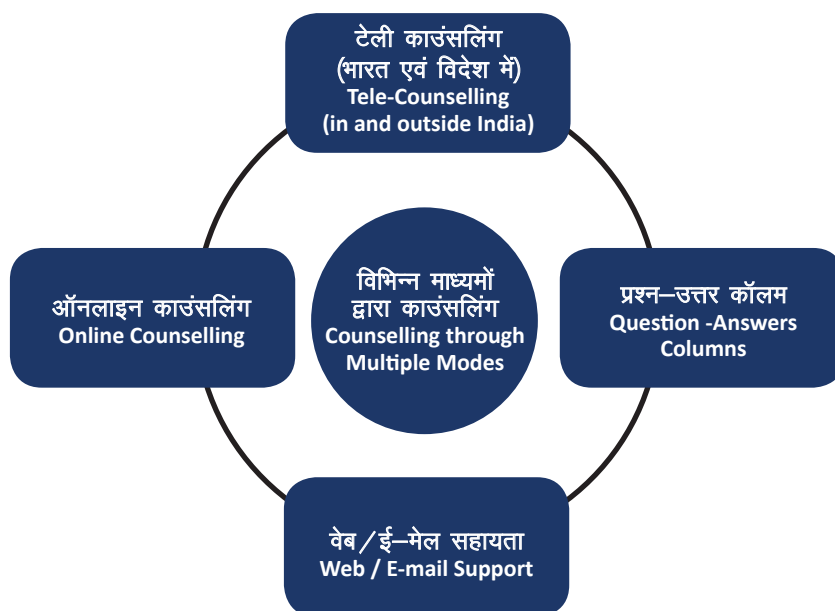 टेली काउंसलिंग
(भारत एवं विदेश में)
Tele-Counselling
(in and outside India)
ऑनलाइन काउंसलिंग
Online Counselling
विभिन्न माध्यमों
द्वारा काउंसलिंग
Counselling through
Multiple Modes
प्रश्न–उत्तर कॉलम
Question -Answers
Columns
वेब/ई–मेल सहायता
Web / E-mail Support